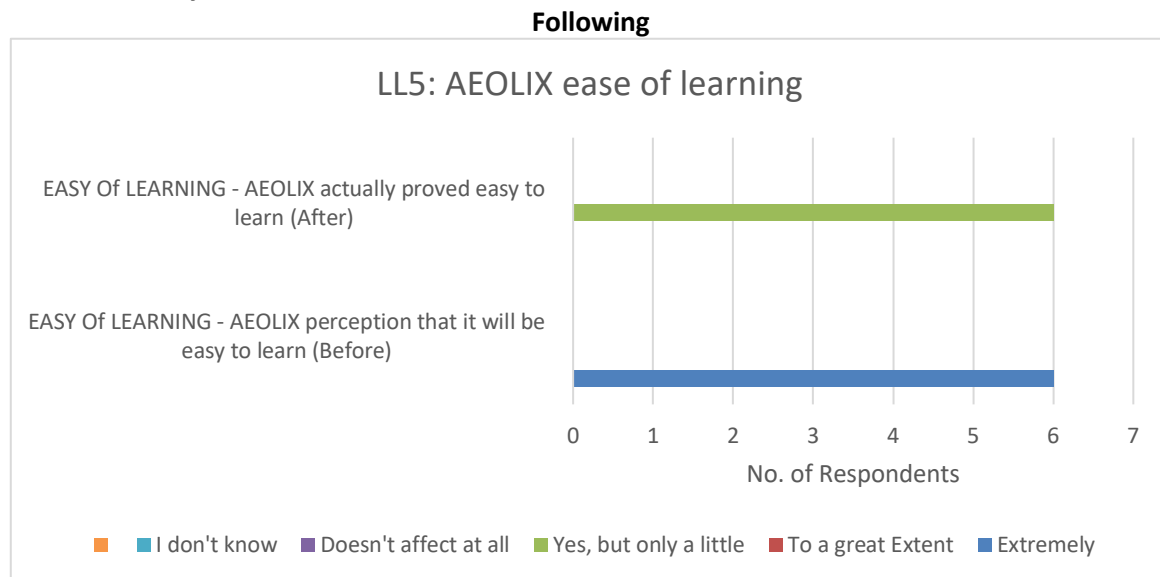 Following
LL5: AEOLIX ease of learning
EASY Of LEARNING - AEOLIX actually proved easy to
learn (After)
EASY Of LEARNING - AEOLIX perception that it will be
easy to learn (Before)
0 1 2 3 4 5 6 7
No. of Respondents
I don't know Doesn't affect at all Yes, but only a little To a great Extent Extremely